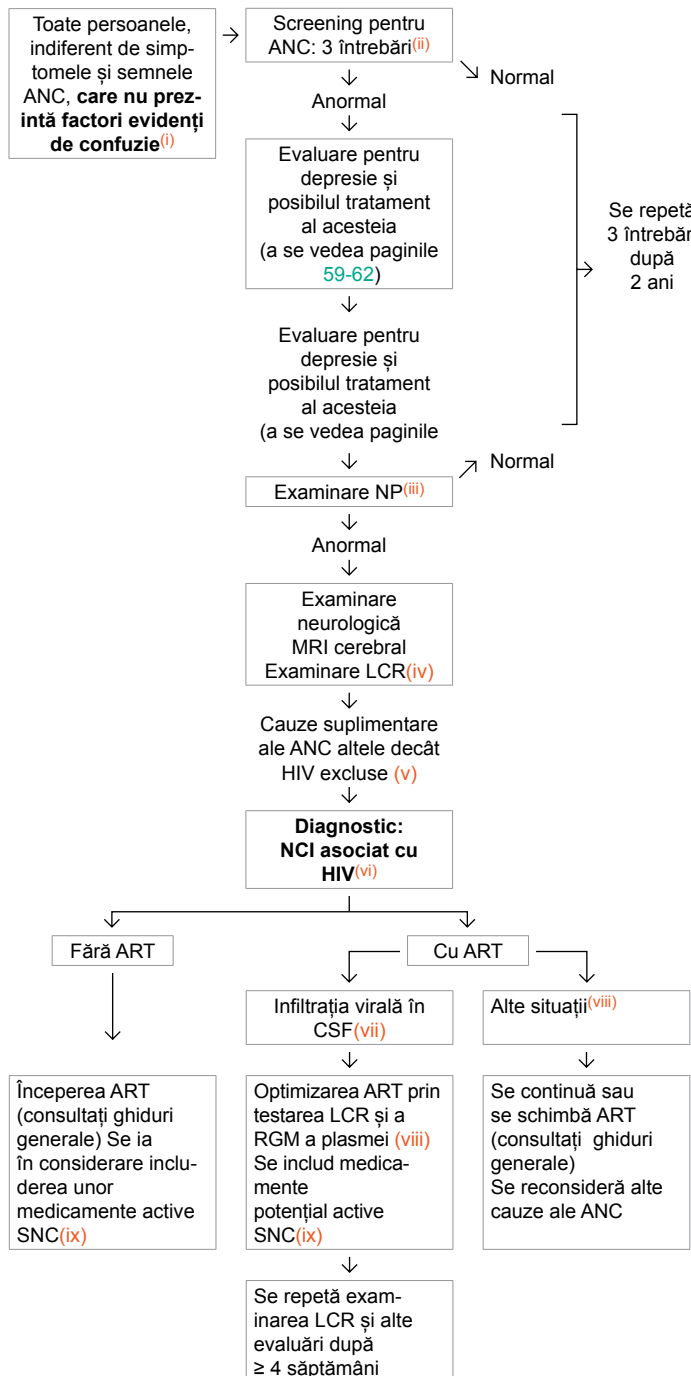 Toate persoanele,
indiferent de simp-
tomele și semnele
ANC, care nu prez-
intă factori evidenți
de confuzie(i)
Screening pentru
ANC: 3 întrebări(ii)
Normal
Anormal
Evaluare pentru
depresie și
posibilul tratament
al acesteia
(a se vedea paginile
59-62)
Se repetă
3 întrebăr
după
2 ani
Evaluare pentru
depresie și
posibilul tratament
al acesteia
(a se vedea paginile
Normal
Examinare NP(iii)
Anormal
Examinare
neurologică
MRI cerebral
Examinare LCR(iv)
Cauze suplimentare
ale ANC altele decât
HIV excluse (v)
Diagnostic:
NCI asociat cu
HIV(vi)
Fără ART
Cu ART
Infiltrația virală în
CSF(vii)
Alte situații(viii)
Începerea ART
(consultați ghiduri
generale) Se ia
în considerare inclu-
derea unor
medicamente active
SNC(ix)
Optimizarea ART prin
testarea LCR și a
RGM a plasmei (viii)
Se includ medica-
mente
potențial active
SNC(ix)
Se continuă sau
se schimbă ART
(consultați ghiduri
generale)
Se reconsideră alte
cauze ale ANC
Se repetă exam-
inarea LCR și alte
evaluări după
≥ 4 săptămâni